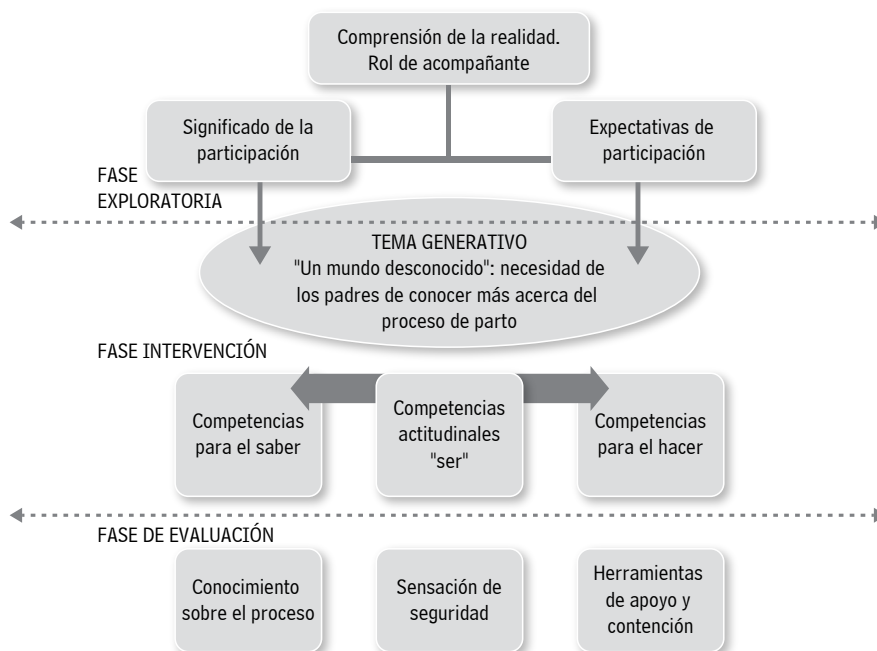 Comprensión de la realidad.
Rol de acompañante
Significado de la
participación
Expectativas de
participación
FASE
EXPLORATORIA
TEMA GENERATIVO
"Un mundo desconocido": necesidad de
los padres de conocer más acerca del
proceso de parto
FASE INTERVENCIÓN
Competencias
para el saber
Competencias
actitudinales
"ser"
Competencias
para el hacer
FASE DE EVALUACIÓN
Conocimiento
sobre el proceso
Sensación de
seguridad
Herramientas
de apoyo y
contención